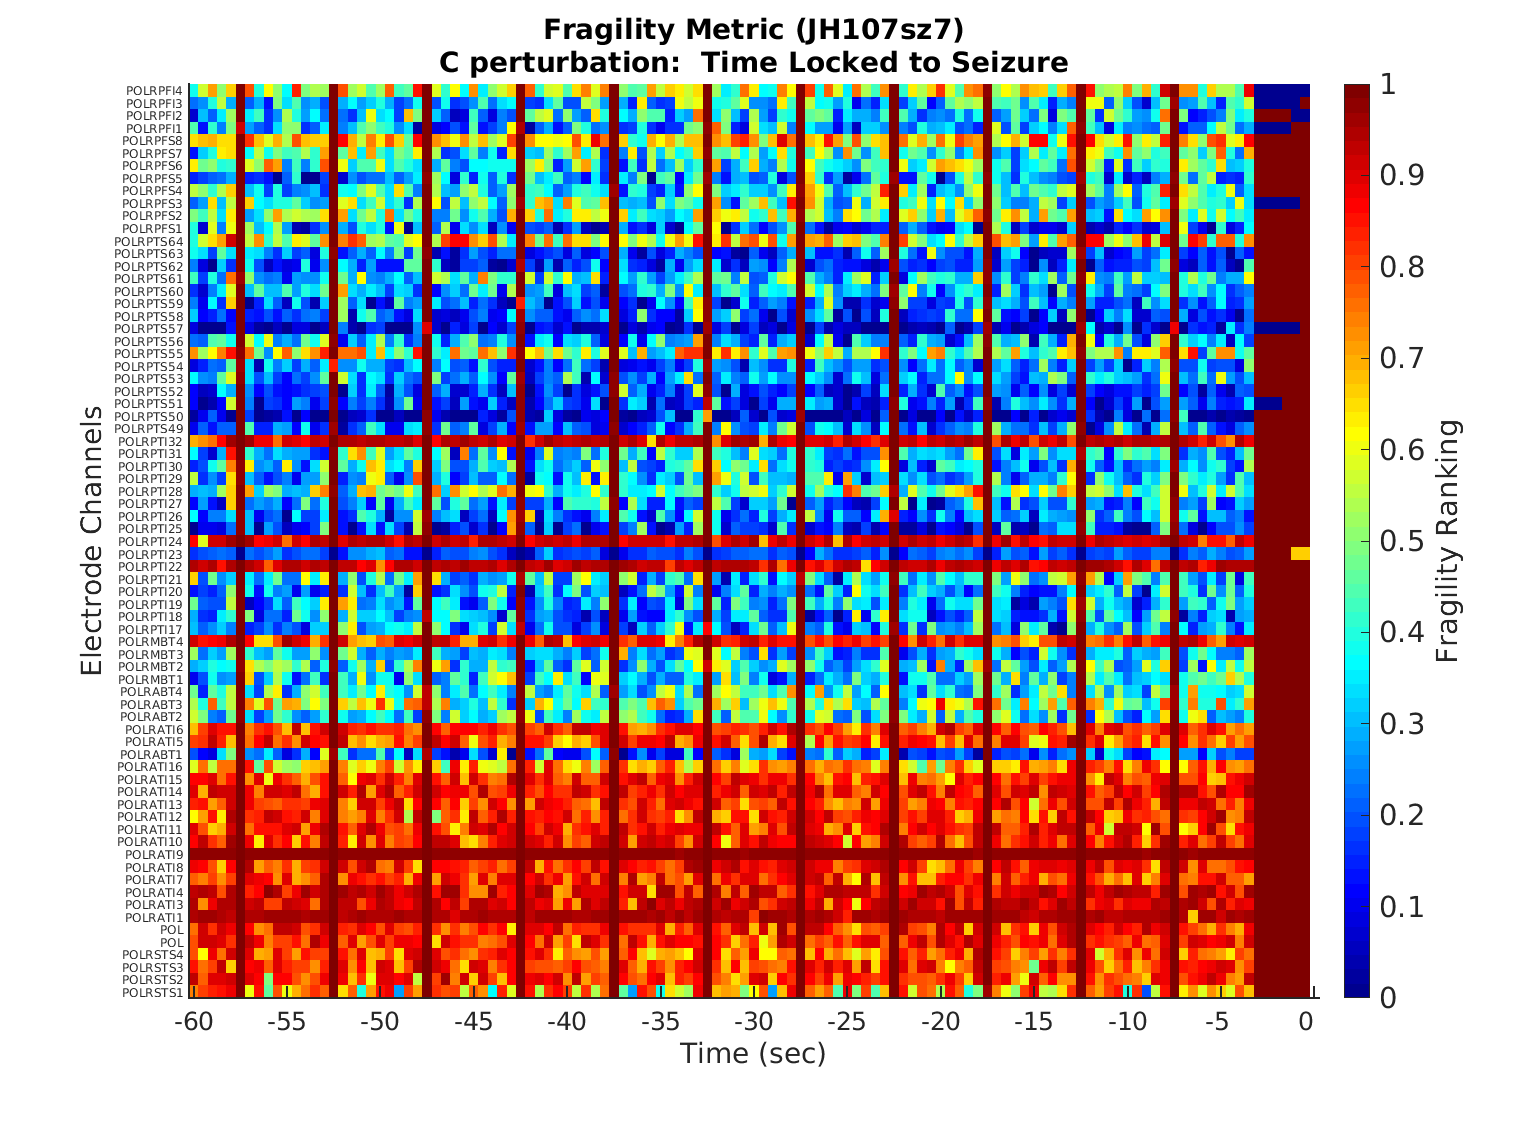 Fragility Metric (JH107sz7)
C perturbation:  Time Locked to Seizure
POLRPFI4
POLRPFI3
POLRPFI2
POLRPFI1
POLRPFS8
POLRPFS7
POLRPFS6
POLRPFS5
POLRPFS4
POLRPFS3
POLRPFS2
POLRPFS1
POLRPTS64
POLRPTS63
POLRPTS62
POLRPTS61
POLRPTS60
POLRPTS59
POLRPTS58
POLRPTS57
POLRPTS56
POLRPTS55
POLRPTS54
POLRPTS53
POLRPTS52
POLRPTS51
POLRPTS50
POLRPTS49
POLRPTI32
POLRPTI31
POLRPTI30
POLRPTI29
POLRPTI28
POLRPTI27
POLRPTI26
POLRPTI25
POLRPTI24
POLRPTI23
POLRPTI22
POLRPTI21
POLRPTI20
POLRPTI19
POLRPTI18
POLRPTI17
POLRMBT4
POLRMBT3
POLRMBT2
POLRMBT1
POLRABT4
POLRABT3
POLRABT2
POLRATI6
POLRATI5
POLRABT1
POLRATI16
POLRATI15
POLRATI14
POLRATI13
POLRATI12
POLRATI11
POLRATI10
POLRATI9
POLRATI8
POLRATI7
POLRATI4
POLRATI3
POLRATI1
POL
POL
POLRSTS4
POLRSTS3
POLRSTS2
POLRSTS1
Electrode Channels
-60 -55 -50 -45 -40 -35 -30 -25 -20 -15 -10 -5 0
Time (sec)
1
0.9
0.8
0.7
0.6
0.5
0.4
0.3
0.2
0.1
0
Fragility Ranking